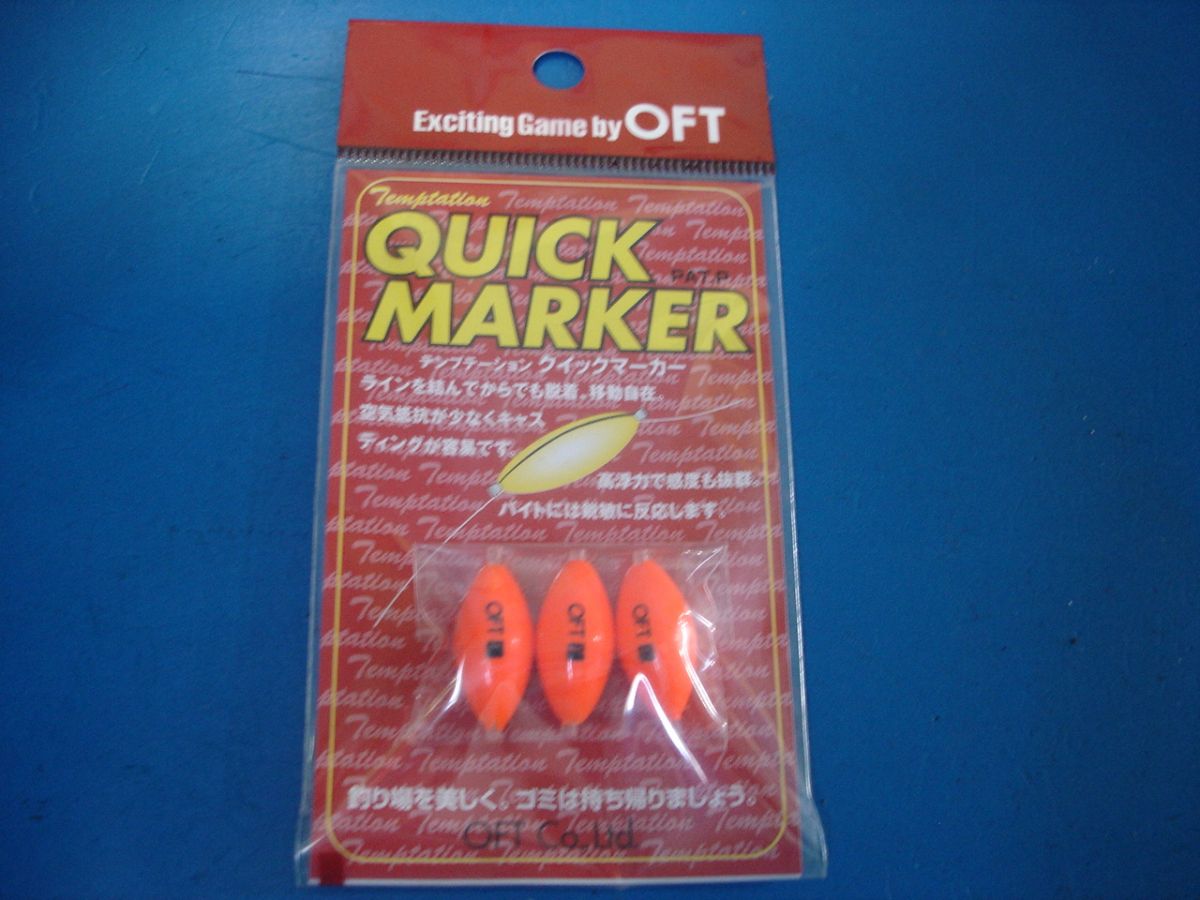 Exciting Game by OFT
Temptation Temptation Temptation
QUICK
PAT.P.
MARKER
テンプテーション クイックマーカー
ラインを結んでからでも脱着、移動自在。
空気抵抗が少なくキャス
ティングが容易です。
高浮力で感度も抜群。
バイトには鋭敏に反応します。
OFT
OFT
OFT
釣り場を美しく。ゴミは持ち帰りましょう。
OFT Co.,Ltd.